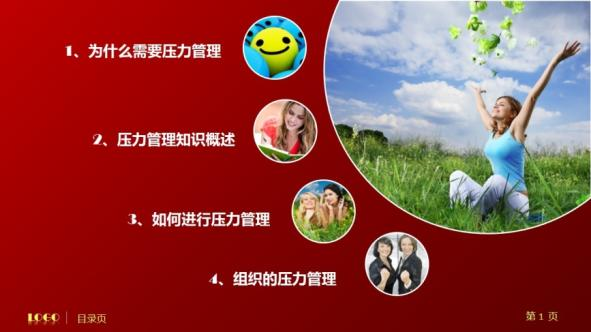 1、为什么需要压力管理
2、压力管理知识概述
3、如何进行压力管理
4、组织的压力管理
LOGO
目录页
第 1 页